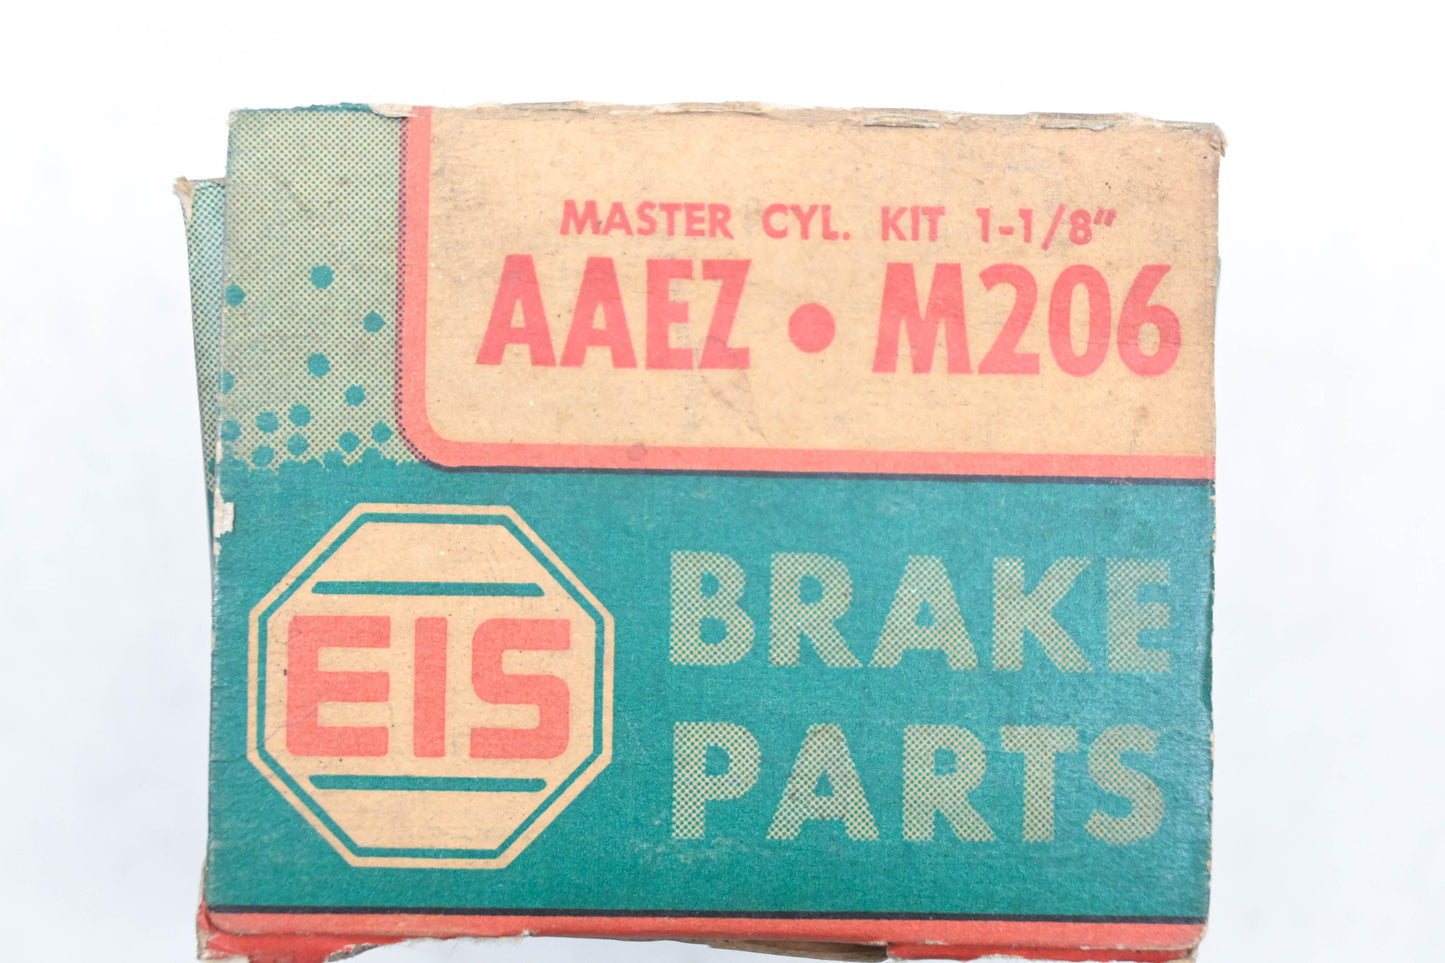 MASTER CYL. KIT 1-1/8"
AAEZ • M206
EIS
BRAKE
PARTS